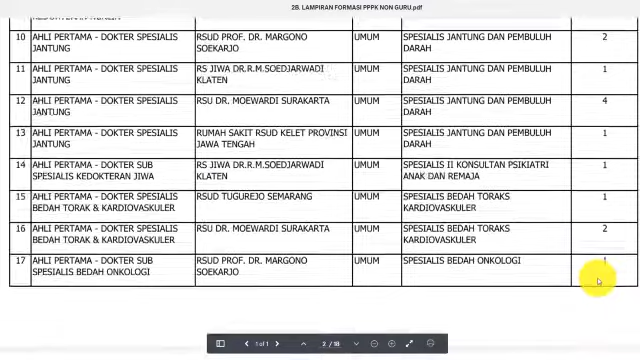 2B. LAMPIRAN FORMASI PPPK NON GURU.pdf
10 AHLI PERTAMA - DOKTER SPESIALIS JANTUNG RSUD PROF. DR. MARGONO SOEKARJO UMUM SPESIALIS JANTUNG DAN PEMBULUH DARAH 2
11 AHLI PERTAMA - DOKTER SPESIALIS JANTUNG RS JIWA DR.R.M.SOEDJARWADI KLATEN UMUM SPESIALIS JANTUNG DAN PEMBULUH DARAH 1
12 AHLI PERTAMA - DOKTER SPESIALIS JANTUNG RSU DR. MOEWARDI SURAKARTA UMUM SPESIALIS JANTUNG DAN PEMBULUH DARAH 4
13 AHLI PERTAMA - DOKTER SPESIALIS JANTUNG RUMAH SAKIT RSUD KELET PROVINSI JAWA TENGAH UMUM SPESIALIS JANTUNG DAN PEMBULUH DARAH 1
14 AHLI PERTAMA - DOKTER SUB SPESIALIS KEDOKTERAN JIWA RS JIWA DR.R.M.SOEDJARWADI KLATEN UMUM SPESIALIS II KONSULTAN PSIKIATRI ANAK DAN REMAJA 1
15 AHLI PERTAMA - DOKTER SPESIALIS BEDAH TORAK & KARDIOVASKULER RSUD TUGUREJO SEMARANG UMUM SPESIALIS BEDAH TORAKS KARDIOVASKULER 1
16 AHLI PERTAMA - DOKTER SPESIALIS BEDAH TORAK & KARDIOVASKULER RSU DR. MOEWARDI SURAKARTA UMUM SPESIALIS BEDAH TORAKS KARDIOVASKULER 2
17 AHLI PERTAMA - DOKTER SUB SPESIALIS BEDAH ONKOLOGI RSUD PROF. DR. MARGONO SOEKARJO UMUM SPESIALIS BEDAH ONKOLOGI 1
1 of 1 2 / 18